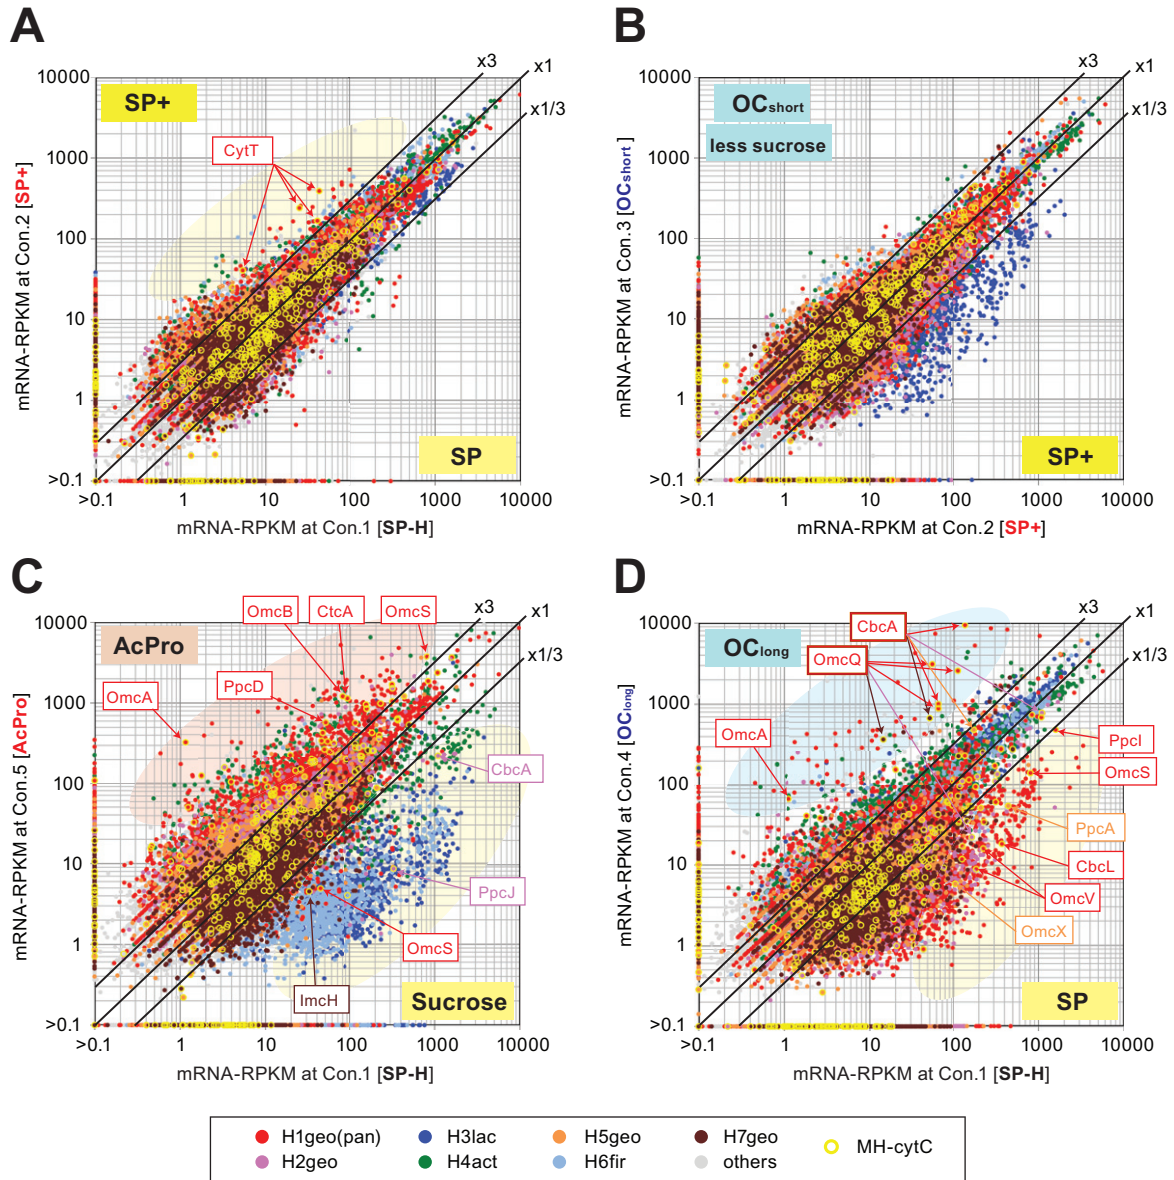 A
10000
1000
100
10
1
>0.1
mRNA-RPKM at Con.2 [SP+]
SP+
CytT
x3
x1
x1/3
SP
>0.1 1 10 100 1000 10000
mRNA-RPKM at Con.1 [SP-H]
B
10000
1000
100
10
1
>0.1
mRNA-RPKM at Con.3 [OCshort]
OCshort
less sucrose
x3
x1
x1/3
SP+
>0.1 1 10 100 1000 10000
mRNA-RPKM at Con.2 [SP+]
C
10000
1000
100
10
1
>0.1
mRNA-RPKM at Con.5 [AcPro]
AcPro
OmcB
CtcA
OmcS
PpcD
OmcA
x3
x1
x1/3
CbcA
PpcJ
OmcS
ImcH
Sucrose
>0.1 1 10 100 1000 10000
mRNA-RPKM at Con.1 [SP-H]
D
10000
1000
100
10
1
>0.1
mRNA-RPKM at Con.4 [OClong]
OClong
CbcA
OmcQ
OmcA
x3
x1
x1/3
PpcI
OmcS
PpcA
CbcL
OmcV
OmcX
SP
>0.1 1 10 100 1000 10000
mRNA-RPKM at Con.1 [SP-H]
H1geo(pan) H3lac H5geo H7geo MH-cytC
H2geo H4act H6fir others